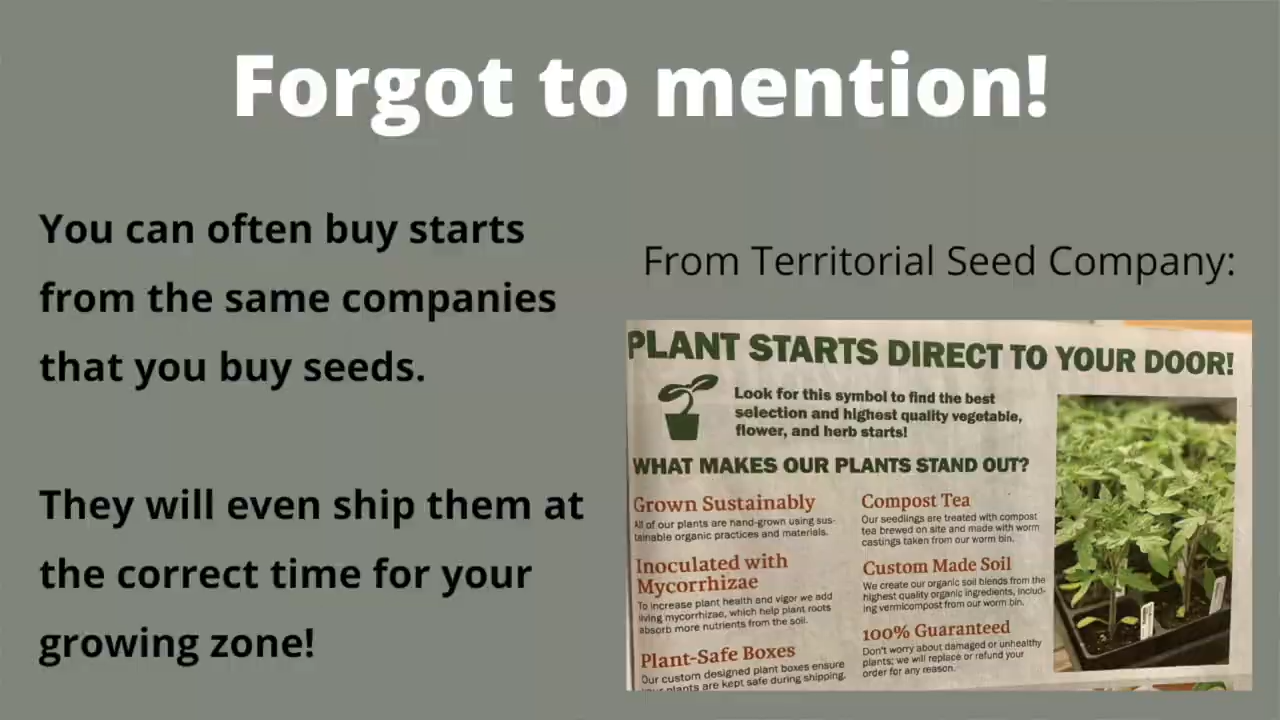 Forgot to mention!
You can often buy starts
from the same companies
that you buy seeds.
They will even ship them at
the correct time for your
growing zone!
From Territorial Seed Company:
PLANT STARTS DIRECT TO YOUR DOOR!
Look for this symbol to find the best
selection and highest quality vegetable,
flower, and herb starts!
WHAT MAKES OUR PLANTS STAND OUT?
Grown Sustainably
All of our plants are hand-grown using sus-
tainable organic practices and materials.
Inoculated with
Mycorrhizae
To increase plant health and vigor we add
living mycorrhizae, which help plant roots
absorb more nutrients from the soil.
Plant-Safe Boxes
Our custom designed plant boxes ensure
your plants are kept safe during shipping.
Compost Tea
Our seedlings are treated with compost
tea brewed on site and made with worm
castings taken from our worm bin.
Custom Made Soil
We create our organic soil blends from the
highest quality organic ingredients, includ-
ing vermicompost from our worm bin.
100% Guaranteed
Don't worry about damaged or unhealthy
plants; we will replace or refund your
order for any reason.